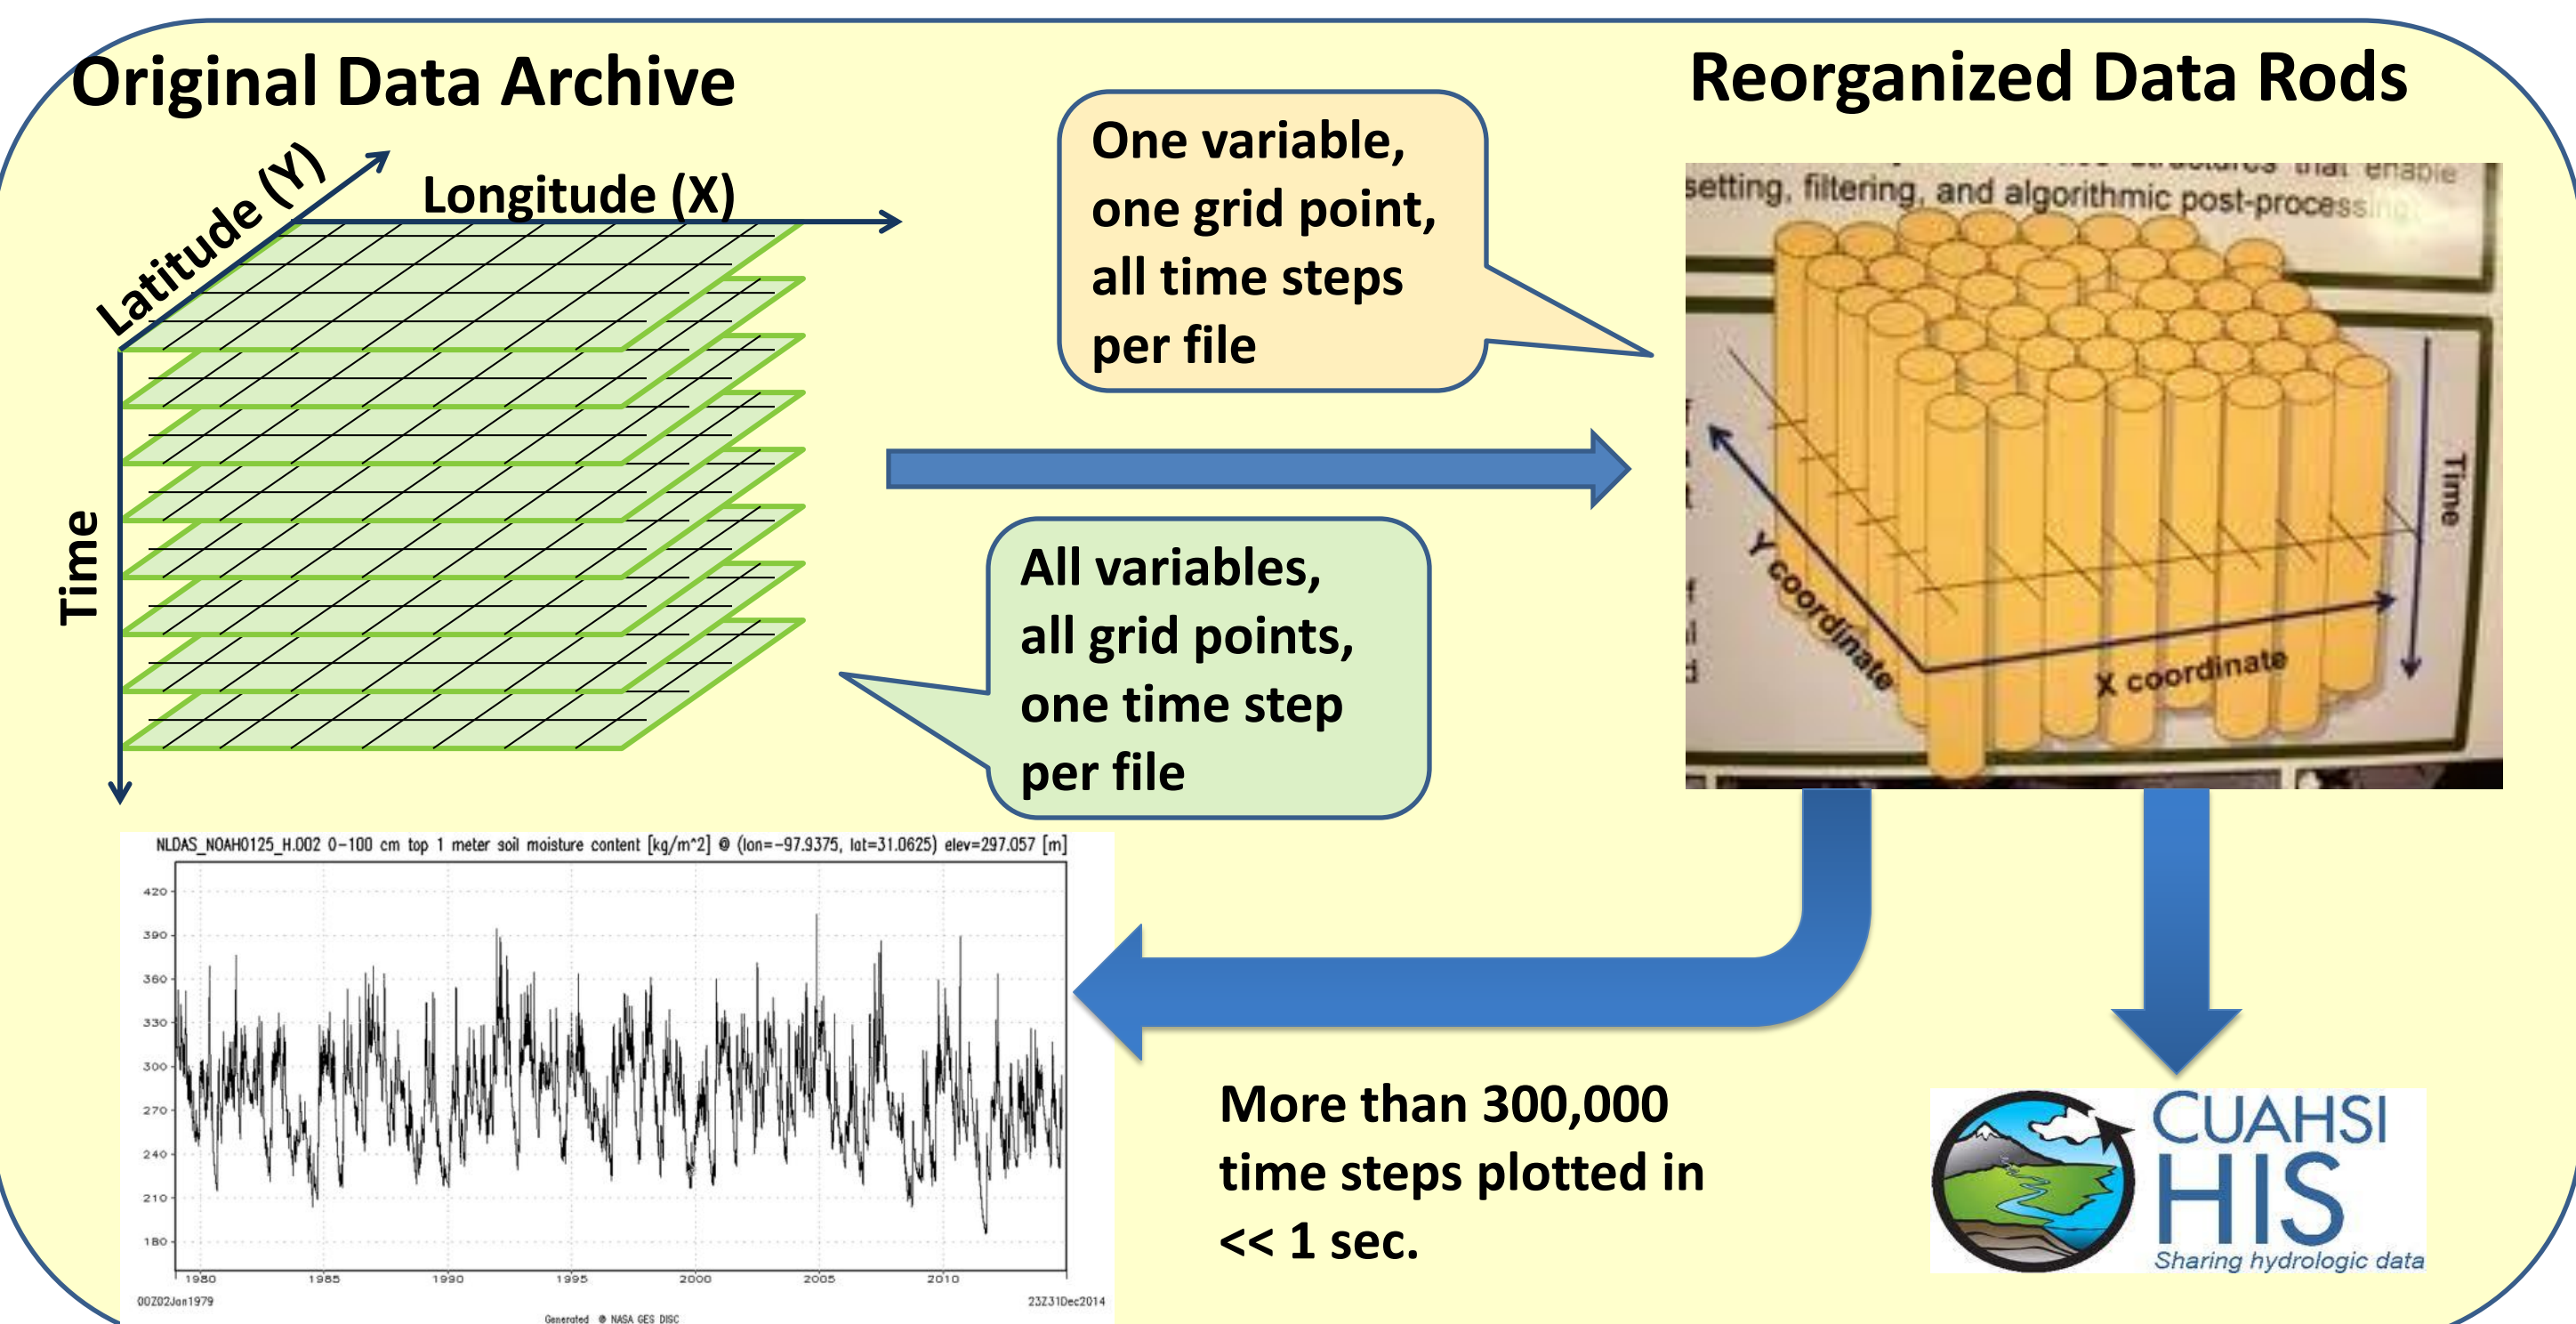 Original Data Archive
Reorganized Data Rods
Latitude (Y)
Longitude (X)
Time
One variable,
one grid point,
all time steps
per file
All variables,
all grid points,
one time step
per file
that enable
setting, filtering, and algorithmic post-processing
Time
Y coordinate
X coordinate
NLDAS_NOAH0125_H.002 0-100 cm top 1 meter soil moisture content [kg/m^2] @ (lon=-97.9375, lat=31.0625) elev=297.057 [m]
420
390
360
330
300
270
240
210
180
1980 1985 1990 1995 2000 2005 2010
00Z02Jan1979 23Z31Dec2014
Generated @ NASA GES DISC
More than 300,000
time steps plotted in
<< 1 sec.
CUAHSI
HIS
Sharing hydrologic data